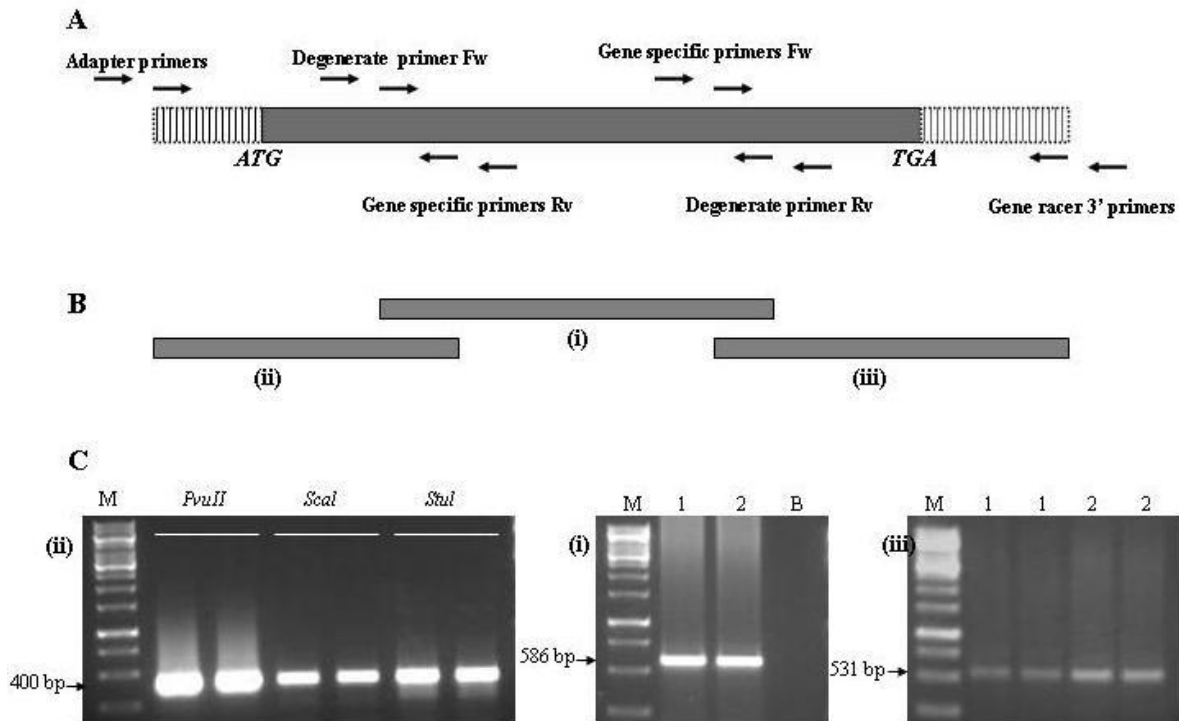 A
Adapter primers
Degenerate primer Fw
Gene specific primers Fw
ATG
TGA
Gene specific primers Rv
Degenerate primer Rv
Gene racer 3' primers
B
(i)
(ii)
(iii)
C
M PvuII ScaI StuI
(ii)
400 bp
M 1 2 B
(i)
586 bp
M 1 1 2 2
(iii)
531 bp